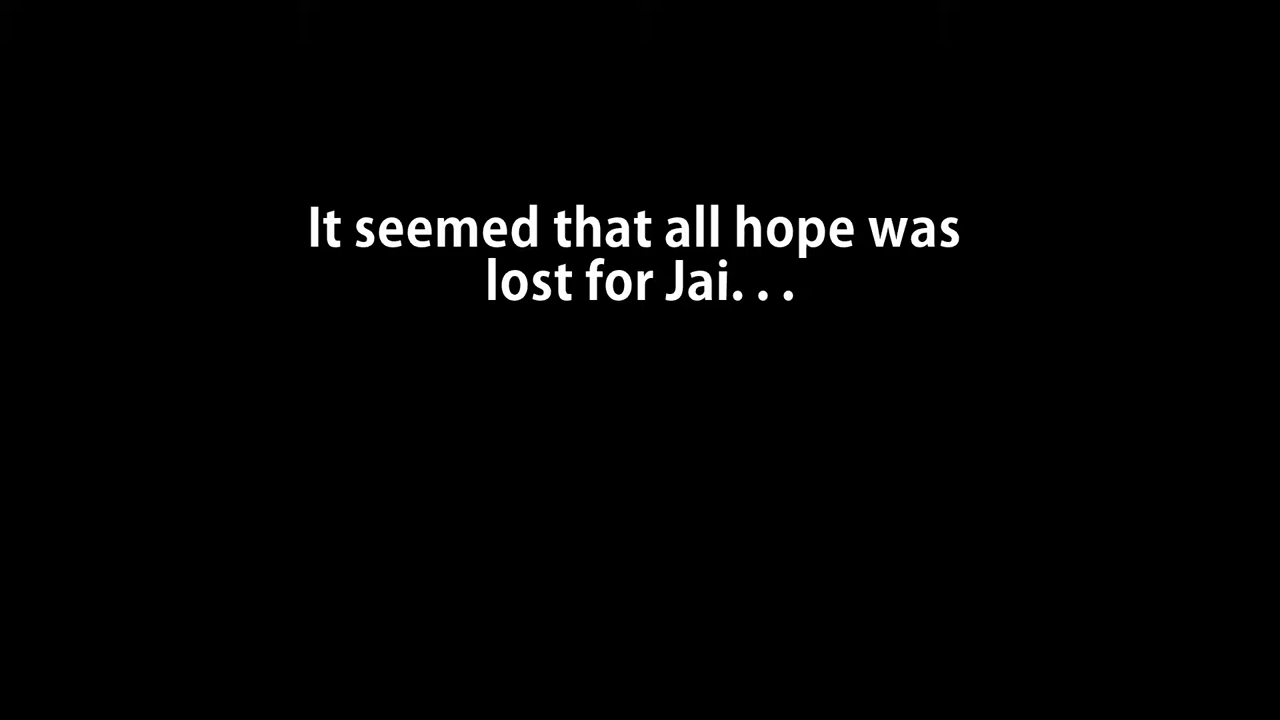 It seemed that all hope was
lost for Jai. . .